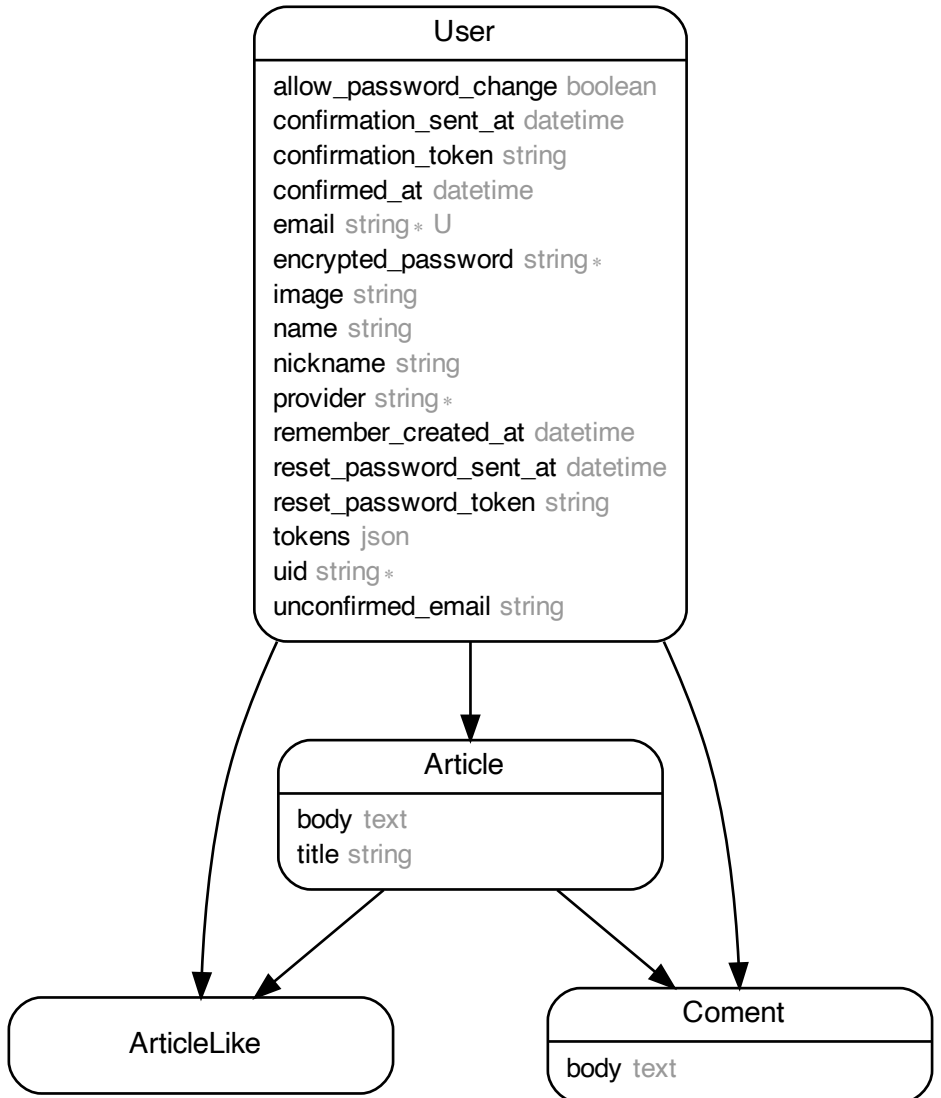 User
allow_password_change boolean
confirmation_sent_at datetime
confirmation_token string
confirmed_at datetime
email string* U
encrypted_password string*
image string
name string
nickname string
provider string*
remember_created_at datetime
reset_password_sent_at datetime
reset_password_token string
tokens json
uid string*
unconfirmed_email string
Article
body text
title string
ArticleLike
Coment
body text